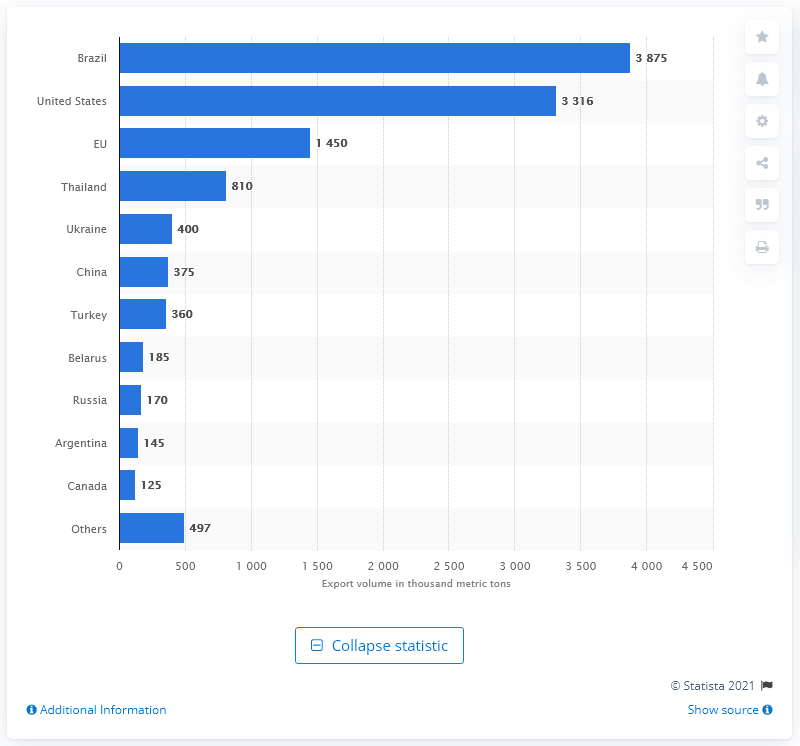 Brazil 3 875
United States 3 316
EU 1 450
Thailand 810
Ukraine 400
China 375
Turkey 360
Belarus 185
Russia 170
Argentina 145
Canada 125
Others 497
0 500 1 000 1 500 2 000 2 500 3 000 3 500 4 000 4 500
Export volume in thousand metric tons
Collapse statistic
© Statista 2021
Additional Information Show source